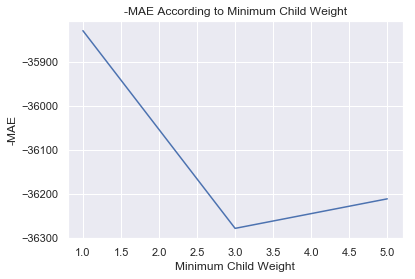 -MAE According to Minimum Child Weight
−35900
−36000
−36100
−36200
−36300
-MAE
1.0 1.5 2.0 2.5 3.0 3.5 4.0 4.5 5.0
Minimum Child Weight